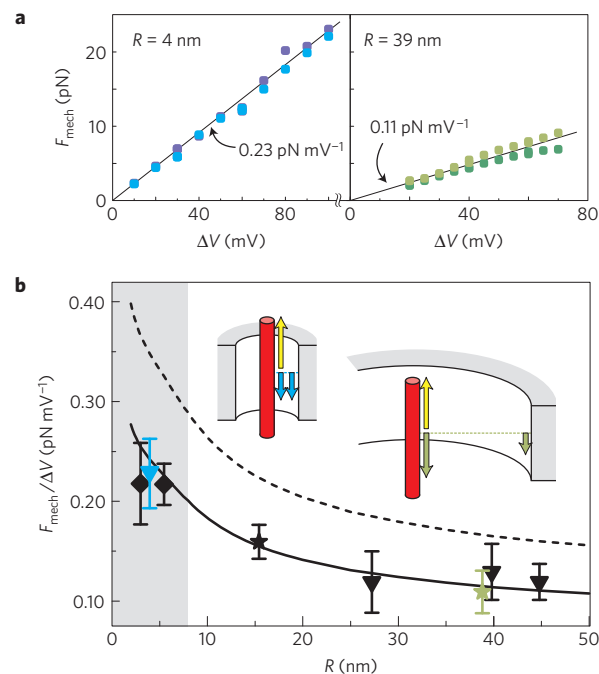 a
R = 4 nm
R = 39 nm
20
10
0
F_mech (pN)
0.23 pN mV⁻¹
0.11 pN mV⁻¹
0 40 80
0 40 80
ΔV (mV)
ΔV (mV)
b
0.40
0.30
0.20
0.10
F_mech/ΔV (pN mV⁻¹)
0 10 20 30 40 50
R (nm)